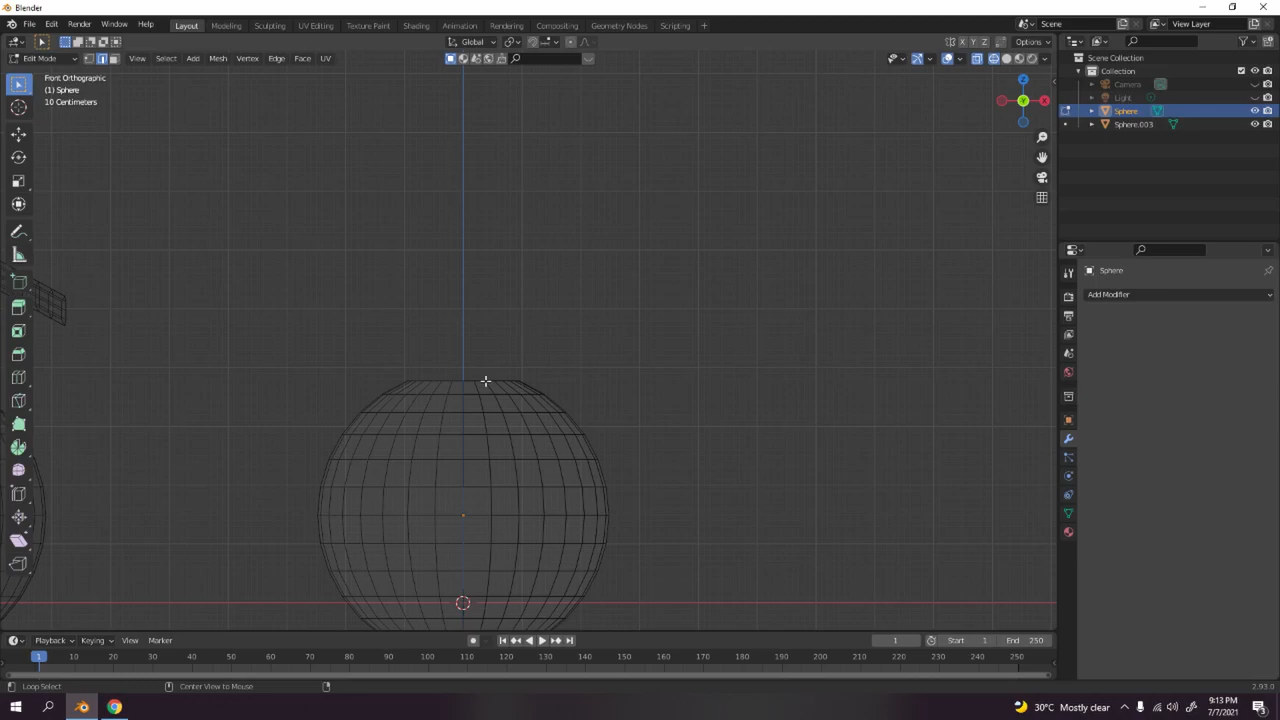 Blender
File Edit Render Window Help Layout Modeling Sculpting UV Editing Texture Paint Shading Animation Rendering Compositing Geometry Nodes Scripting + Scene View Layer
Global X Y Z Options
Edit Mode View Select Add Mesh Vertex Edge Face UV
Front Orthographic
(1) Sphere
10 Centimeters
Z
Y
X
Scene Collection
Collection
Camera
Light
Sphere
Sphere.003
Sphere
Add Modifier
Playback Keying View Marker 1 Start 1 End 250
1 10 20 30 40 50 60 70 80 90 100 110 120 130 140 150 160 170 180 190 200 210 220 230 240 250
Loop Select Center View to Mouse 2.93.0
30°C Mostly clear 9:13 PM
7/7/2021 3